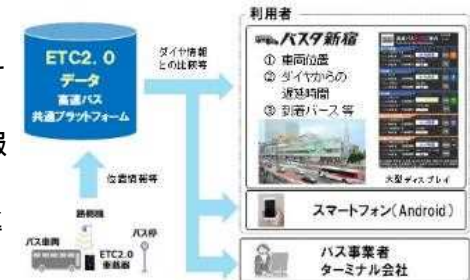 報
ETC2.0
データ
高速バス
共通プラットフォーム
ダイヤ情報
との比較等
位置情報等
路側機
バス停
バス車両
ETC2.0
車載器
利用者
バスタ新宿
① 車両位置
② ダイヤからの
遅延時間
③ 到着バース等
大型ディスプレイ
スマートフォン(Android)
バス事業者
ターミナル会社